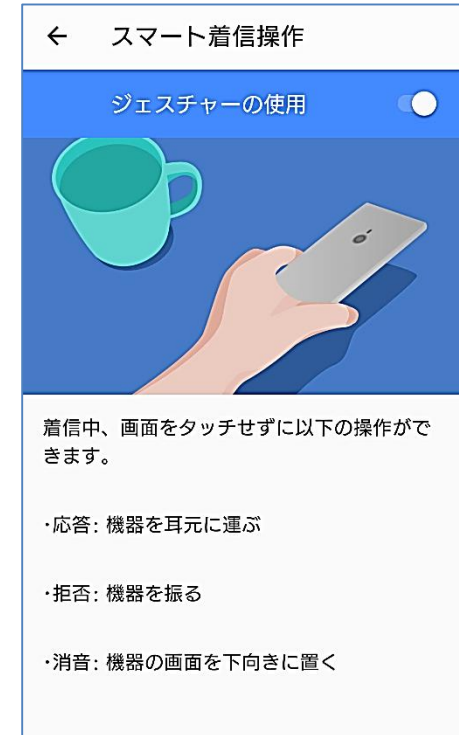 スマート着信操作
ジェスチャーの使用
着信中、画面をタッチせずに以下の操作がで
きます。
･応答: 機器を耳元に運ぶ
･拒否: 機器を振る
･消音: 機器の画面を下向きに置く